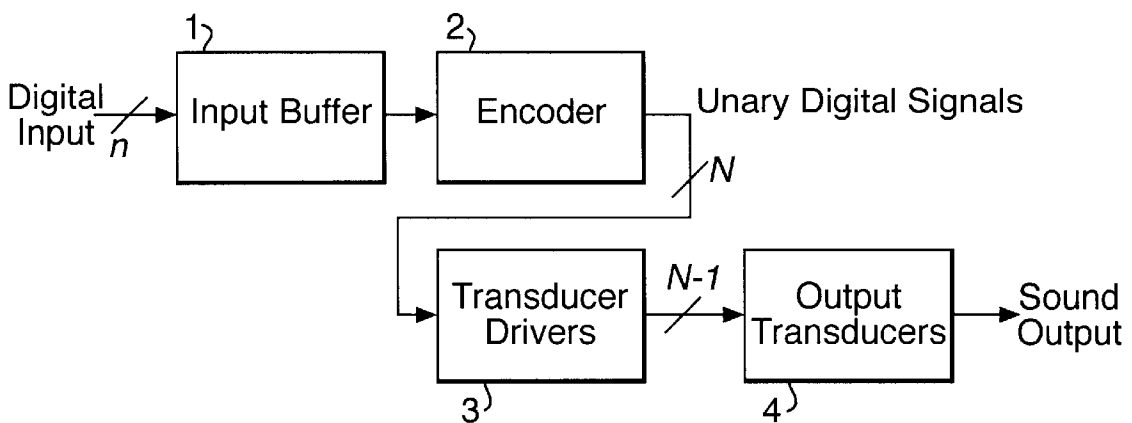 1
2
Digital
Input
n
Input Buffer
Encoder
Unary Digital Signals
N
Transducer
Drivers
N-1
Output
Transducers
Sound
Output
3
4